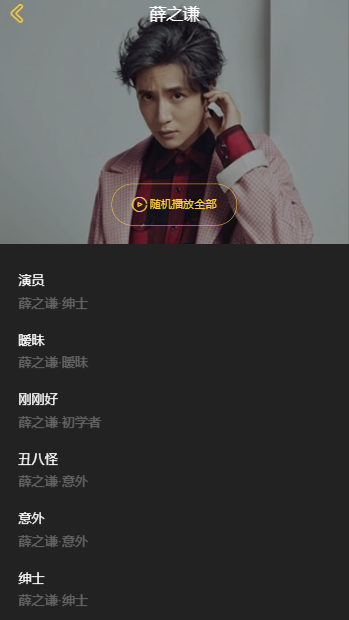 薛之谦
随机播放全部
演员
薛之谦·绅士
暧昧
薛之谦·暧昧
刚刚好
薛之谦·初学者
丑八怪
薛之谦·意外
意外
薛之谦·意外
绅士
薛之谦·绅士